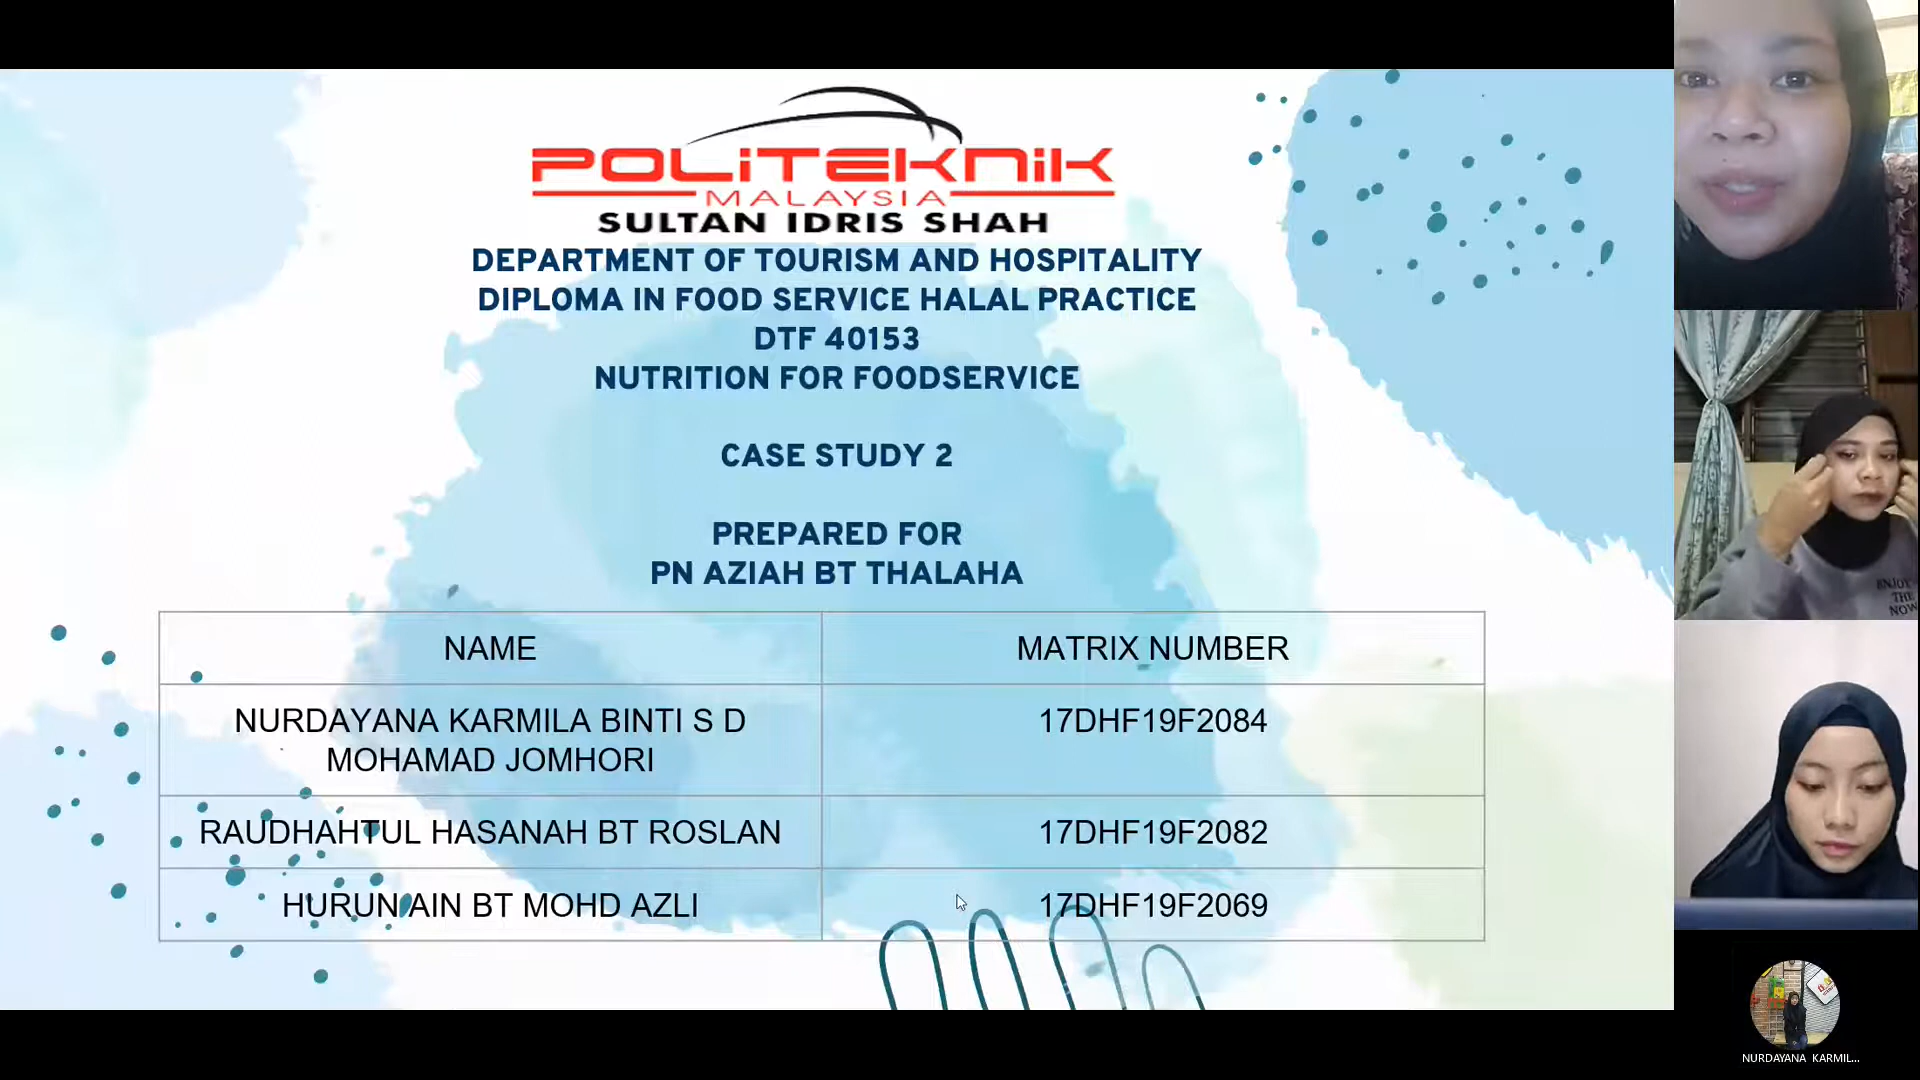 POLITEKNIK
MALAYSIA
SULTAN IDRIS SHAH
DEPARTMENT OF TOURISM AND HOSPITALITY
DIPLOMA IN FOOD SERVICE HALAL PRACTICE
DTF 40153
NUTRITION FOR FOODSERVICE
CASE STUDY 2
PREPARED FOR
PN AZIAH BT THALAHA
NAME MATRIX NUMBER
NURDAYANA KARMILA BINTI S D 17DHF19F2084
MOHAMAD JOMHORI
RAUDHAHTUL HASANAH BT ROSLAN 17DHF19F2082
HURUN AIN BT MOHD AZLI 17DHF19F2069
ENJOY
THE
NOW
NURDAYANA KARMIL...